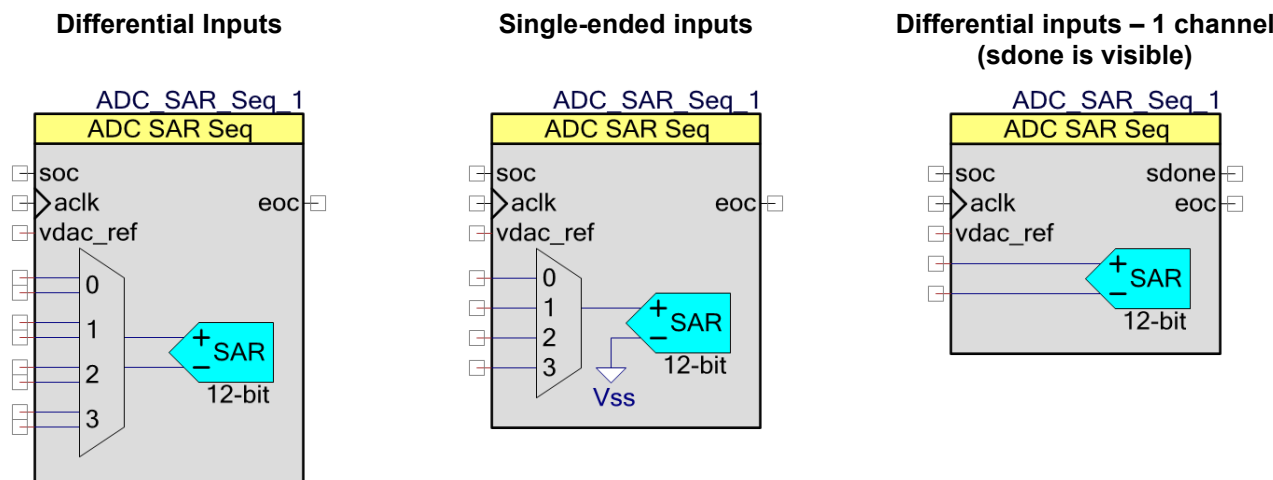 Differential Inputs
ADC_SAR_Seq_1
ADC SAR Seq
soc
aclk
eoc
vdac_ref
0
1
2
3
+
SAR
−
12-bit
Single-ended inputs
ADC_SAR_Seq_1
ADC SAR Seq
soc
aclk
eoc
vdac_ref
0
1
2
3
+
SAR
−
12-bit
Vss
Differential inputs – 1 channel
(sdone is visible)
ADC_SAR_Seq_1
ADC SAR Seq
soc
sdone
aclk
eoc
vdac_ref
+
SAR
−
12-bit